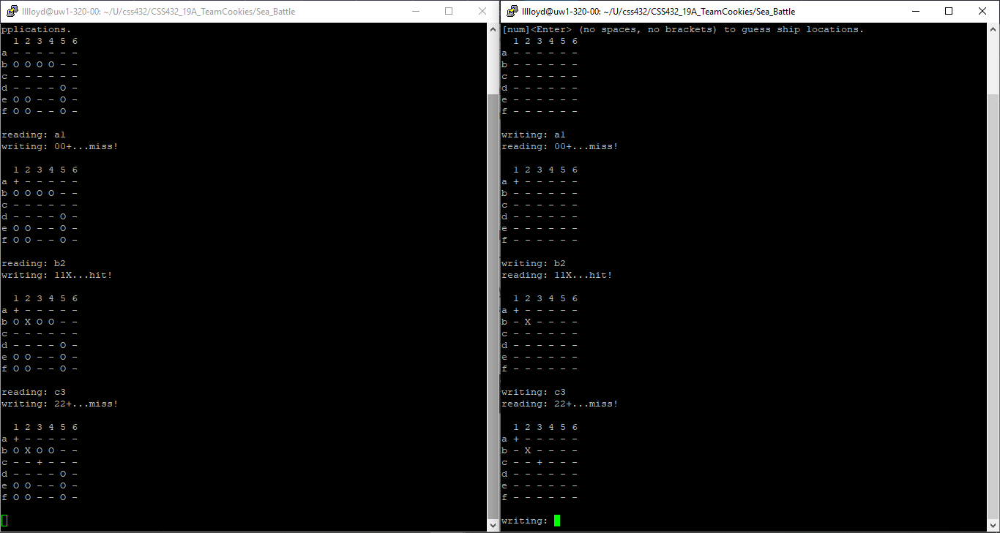 lllloyd@uw1-320-00: ~/U/css432/CSS432_19A_TeamCookies/Sea_Battle
pplications.
  1 2 3 4 5 6
a - - - - - -
b O O O O - -
c - - - - - -
d - - - - O -
e O O - - O -
f O O - - O -
reading: a1
writing: 00+...miss!
  1 2 3 4 5 6
a + - - - - -
b O O O O - -
c - - - - - -
d - - - - O -
e O O - - O -
f O O - - O -
reading: b2
writing: 11X...hit!
  1 2 3 4 5 6
a + - - - - -
b O X O O - -
c - - - - - -
d - - - - O -
e O O - - O -
f O O - - O -
reading: c3
writing: 22+...miss!
  1 2 3 4 5 6
a + - - - - -
b O X O O - -
c - - + - - -
d - - - - O -
e O O - - O -
f O O - - O -
lllloyd@uw1-320-00: ~/U/css432/CSS432_19A_TeamCookies/Sea_Battle
[num]<Enter> (no spaces, no brackets) to guess ship locations.
  1 2 3 4 5 6
a - - - - - -
b - - - - - -
c - - - - - -
d - - - - - -
e - - - - - -
f - - - - - -
writing: a1
reading: 00+...miss!
  1 2 3 4 5 6
a + - - - - -
b - - - - - -
c - - - - - -
d - - - - - -
e - - - - - -
f - - - - - -
writing: b2
reading: 11X...hit!
  1 2 3 4 5 6
a + - - - - -
b - X - - - -
c - - - - - -
d - - - - - -
e - - - - - -
f - - - - - -
writing: c3
reading: 22+...miss!
  1 2 3 4 5 6
a + - - - - -
b - X - - - -
c - - + - - -
d - - - - - -
e - - - - - -
f - - - - - -
writing: